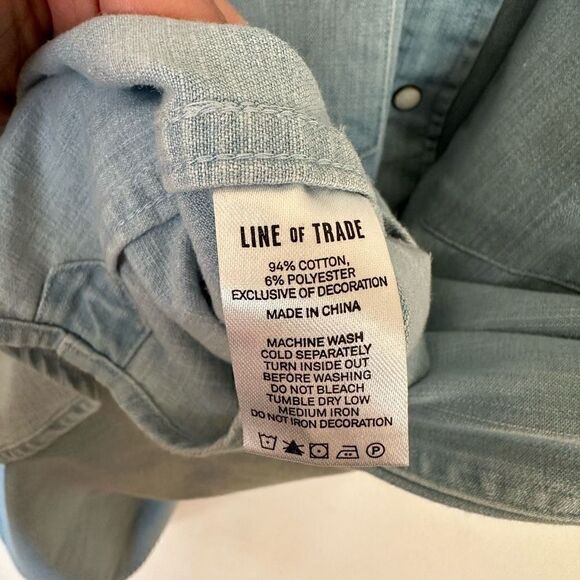 LINE OF TRADE
94% COTTON,
6% POLYESTER
EXCLUSIVE OF DECORATION
MADE IN CHINA
MACHINE WASH
COLD SEPARATELY
TURN INSIDE OUT
BEFORE WASHING
DO NOT BLEACH
TUMBLE DRY LOW
MEDIUM IRON
DO NOT IRON DECORATION
P